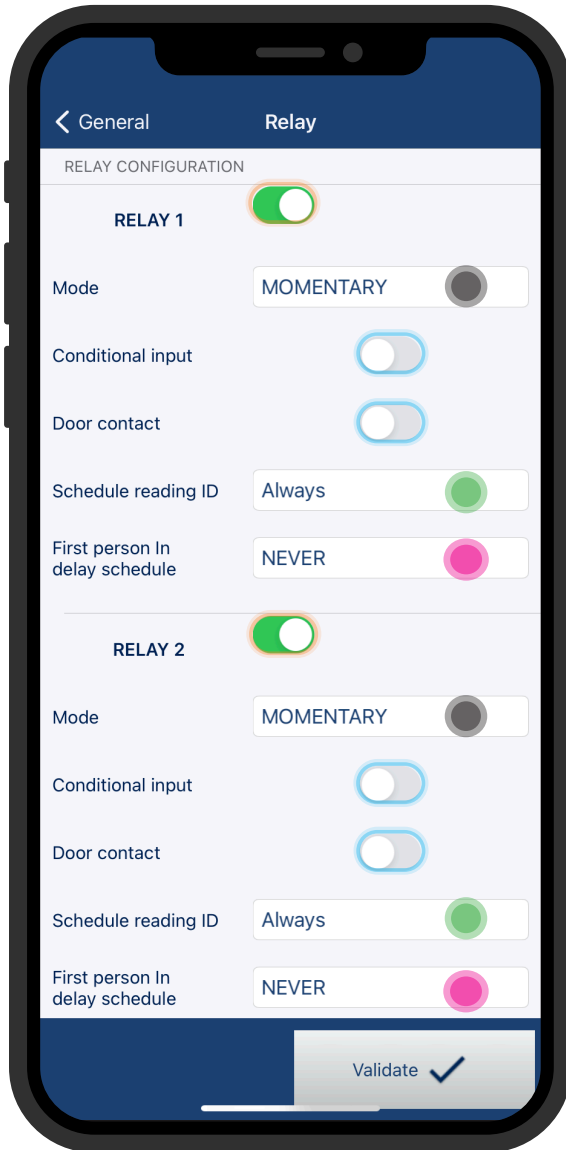 General Relay
RELAY CONFIGURATION
RELAY 1
Mode MOMENTARY
Conditional input
Door contact
Schedule reading ID Always
First person In
delay schedule NEVER
RELAY 2
Mode MOMENTARY
Conditional input
Door contact
Schedule reading ID Always
First person In
delay schedule NEVER
Validate